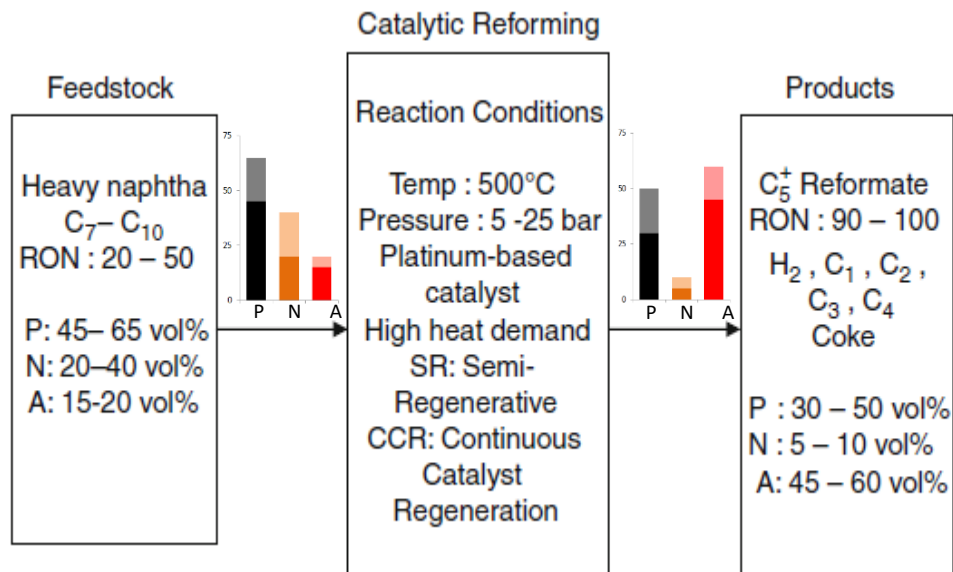 Catalytic Reforming
Feedstock
Heavy naphtha
C₇– C₁₀
RON : 20 – 50
P: 45– 65 vol%
N: 20–40 vol%
A: 15-20 vol%
75
50
25
0
P N A
Reaction Conditions
Temp : 500°C
Pressure : 5 -25 bar
Platinum-based
catalyst
High heat demand
SR: Semi-
Regenerative
CCR: Continuous
Catalyst
Regeneration
75
50
25
0
P N A
Products
C₅⁺ Reformate
RON : 90 – 100
H₂ , C₁ , C₂ ,
C₃ , C₄
Coke
P : 30 – 50 vol%
N : 5 – 10 vol%
A: 45 – 60 vol%